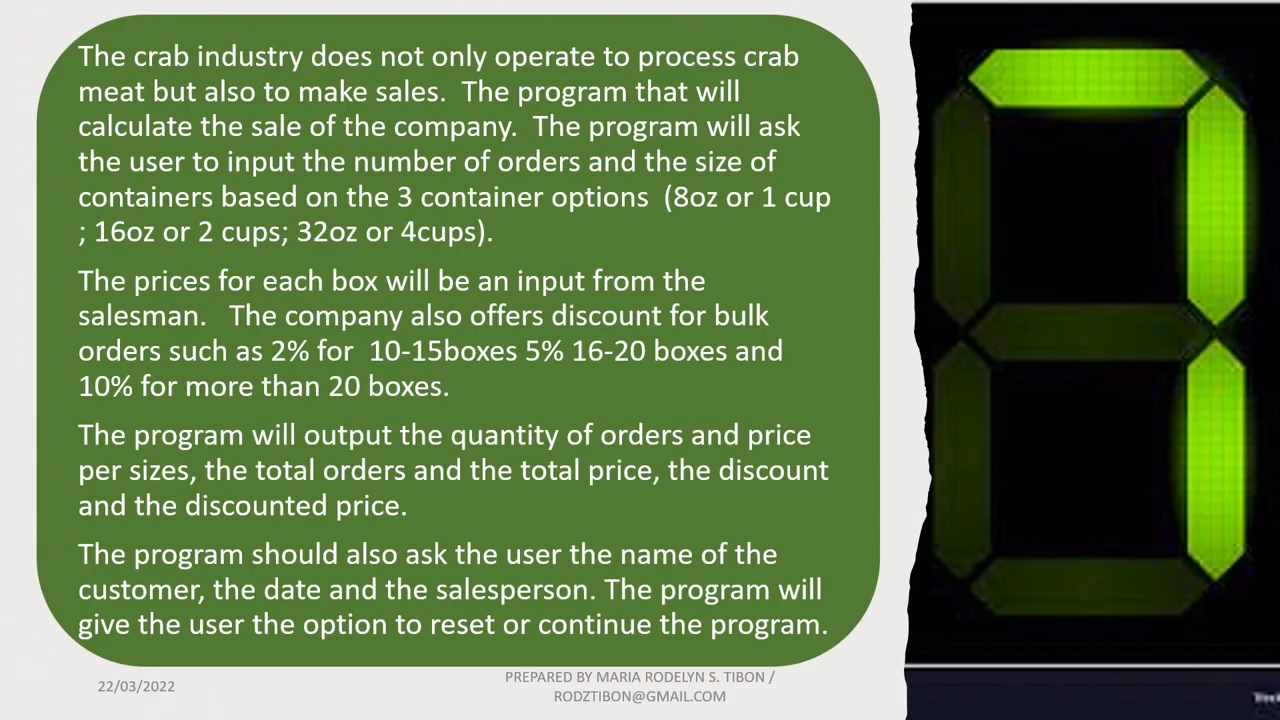 The crab industry does not only operate to process crab
meat but also to make sales.  The program that will
calculate the sale of the company.  The program will ask
the user to input the number of orders and the size of
containers based on the 3 container options  (8oz or 1 cup
; 16oz or 2 cups; 32oz or 4cups).
The prices for each box will be an input from the
salesman.   The company also offers discount for bulk
orders such as 2% for  10-15boxes 5% 16-20 boxes and
10% for more than 20 boxes.
The program will output the quantity of orders and price
per sizes, the total orders and the total price, the discount
and the discounted price.
The program should also ask the user the name of the
customer, the date and the salesperson. The program will
give the user the option to reset or continue the program.
22/03/2022
PREPARED BY MARIA RODELYN S. TIBON /
RODZTIBON@GMAIL.COM